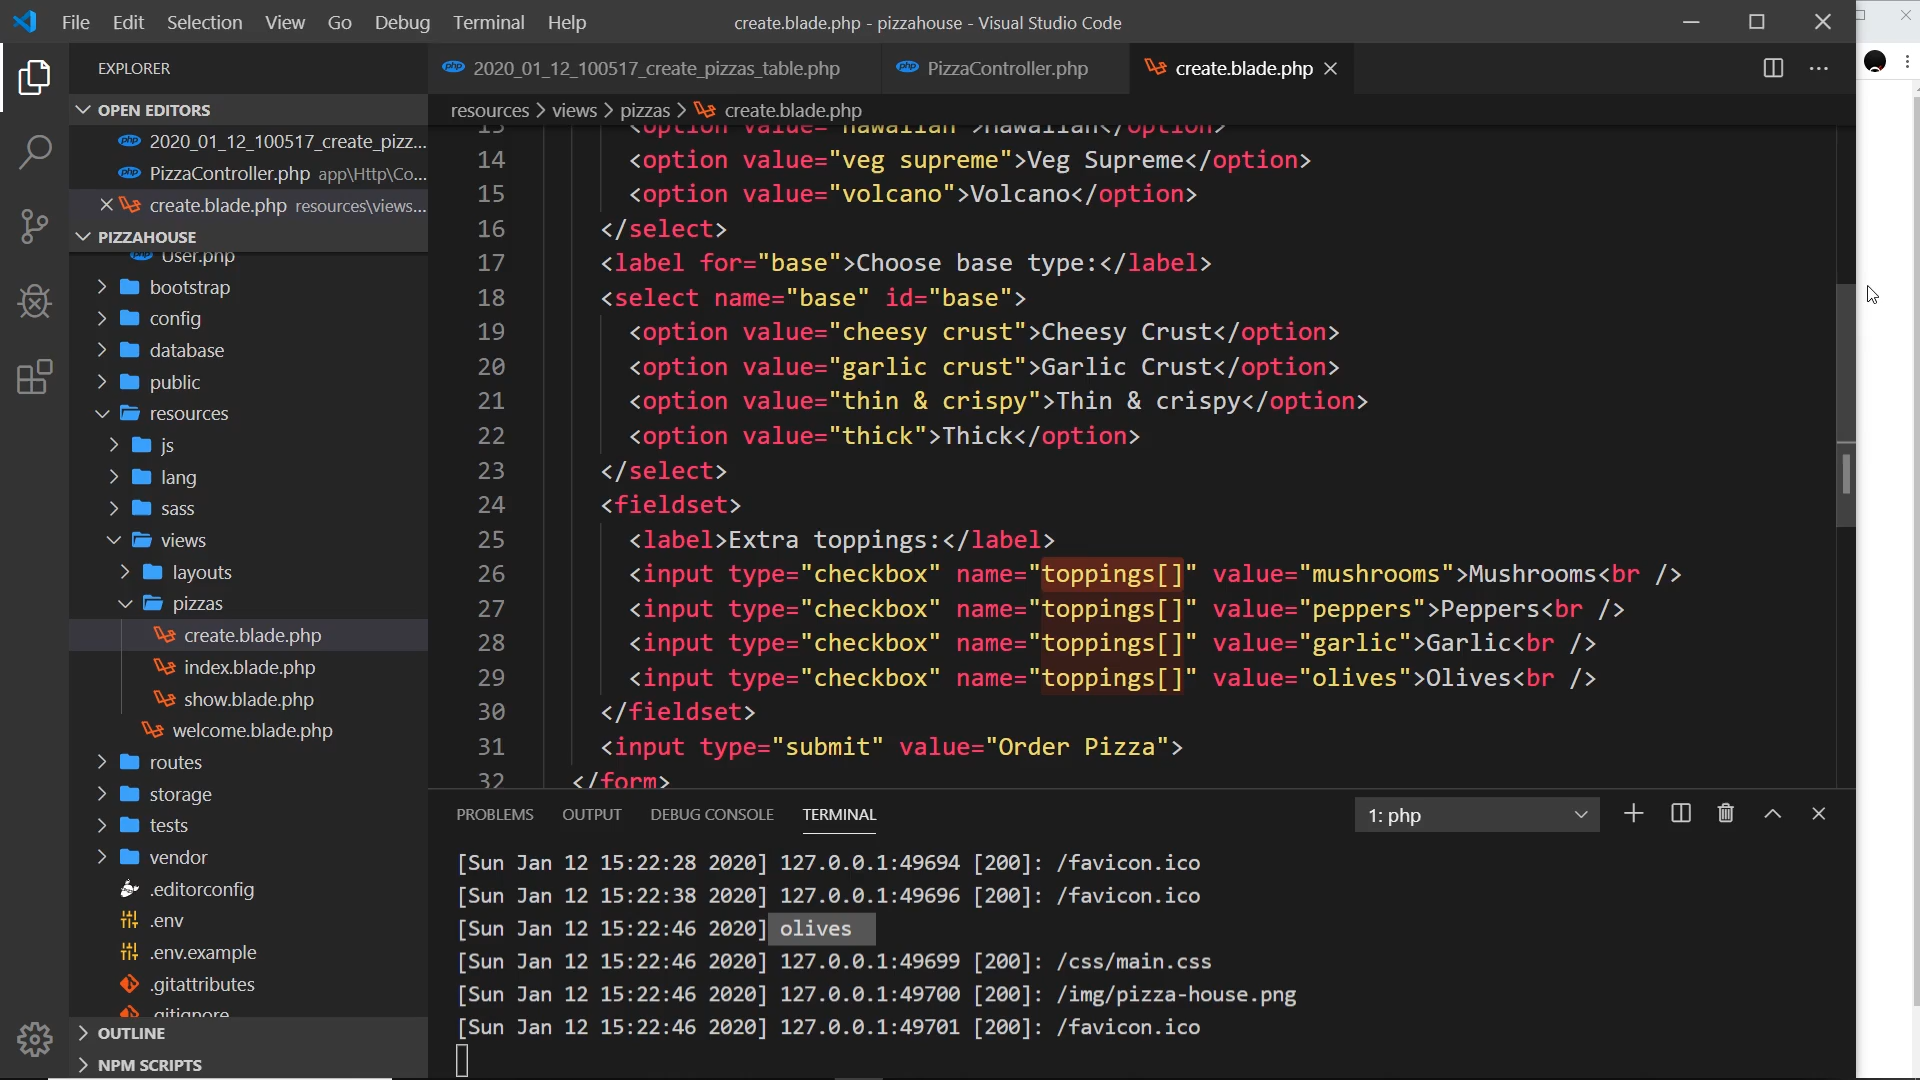 File Edit Selection View Go Debug Terminal Help
create.blade.php - pizzahouse - Visual Studio Code
EXPLORER
OPEN EDITORS
2020_01_12_100517_create_pizz...
PizzaController.php app\Http\Co...
create.blade.php resources\views...
PIZZAHOUSE
User.php
bootstrap
config
database
public
resources
js
lang
sass
views
layouts
pizzas
create.blade.php
index.blade.php
show.blade.php
welcome.blade.php
routes
storage
tests
vendor
.editorconfig
.env
.env.example
.gitattributes
.gitignore
OUTLINE
NPM SCRIPTS
2020_01_12_100517_create_pizzas_table.php PizzaController.php create.blade.php
resources > views > pizzas > create.blade.php
13 <option value="hawaiian">Hawaiian</option>
14 <option value="veg supreme">Veg Supreme</option>
15 <option value="volcano">Volcano</option>
16 </select>
17 <label for="base">Choose base type:</label>
18 <select name="base" id="base">
19 <option value="cheesy crust">Cheesy Crust</option>
20 <option value="garlic crust">Garlic Crust</option>
21 <option value="thin & crispy">Thin & crispy</option>
22 <option value="thick">Thick</option>
23 </select>
24 <fieldset>
25 <label>Extra toppings:</label>
26 <input type="checkbox" name="toppings[]" value="mushrooms">Mushrooms<br />
27 <input type="checkbox" name="toppings[]" value="peppers">Peppers<br />
28 <input type="checkbox" name="toppings[]" value="garlic">Garlic<br />
29 <input type="checkbox" name="toppings[]" value="olives">Olives<br />
30 </fieldset>
31 <input type="submit" value="Order Pizza">
32 </form>
PROBLEMS OUTPUT DEBUG CONSOLE TERMINAL
1: php
[Sun Jan 12 15:22:28 2020] 127.0.0.1:49694 [200]: /favicon.ico
[Sun Jan 12 15:22:38 2020] 127.0.0.1:49696 [200]: /favicon.ico
[Sun Jan 12 15:22:46 2020] olives
[Sun Jan 12 15:22:46 2020] 127.0.0.1:49699 [200]: /css/main.css
[Sun Jan 12 15:22:46 2020] 127.0.0.1:49700 [200]: /img/pizza-house.png
[Sun Jan 12 15:22:46 2020] 127.0.0.1:49701 [200]: /favicon.ico